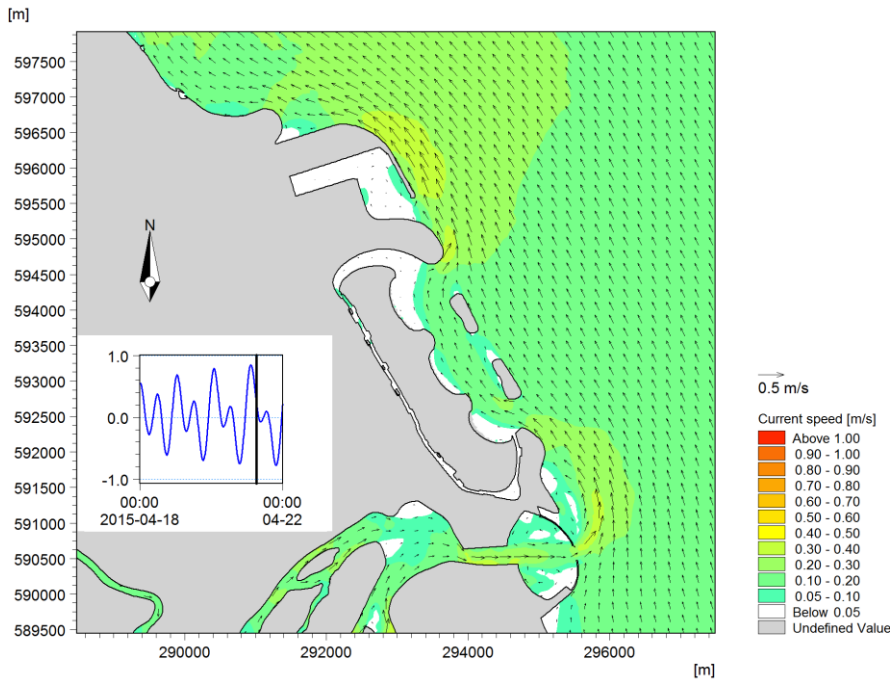 [m]
597500
597000
596500
596000
595500
595000
594500
594000
593500
593000
592500
592000
591500
591000
590500
590000
589500
N
1.0
0.0
-1.0
00:00 00:00
2015-04-18 04-22
290000 292000 294000 296000
[m]
0.5 m/s
Current speed [m/s]
Above 1.00
0.90 - 1.00
0.80 - 0.90
0.70 - 0.80
0.60 - 0.70
0.50 - 0.60
0.40 - 0.50
0.30 - 0.40
0.20 - 0.30
0.10 - 0.20
0.05 - 0.10
Below 0.05
Undefined Value